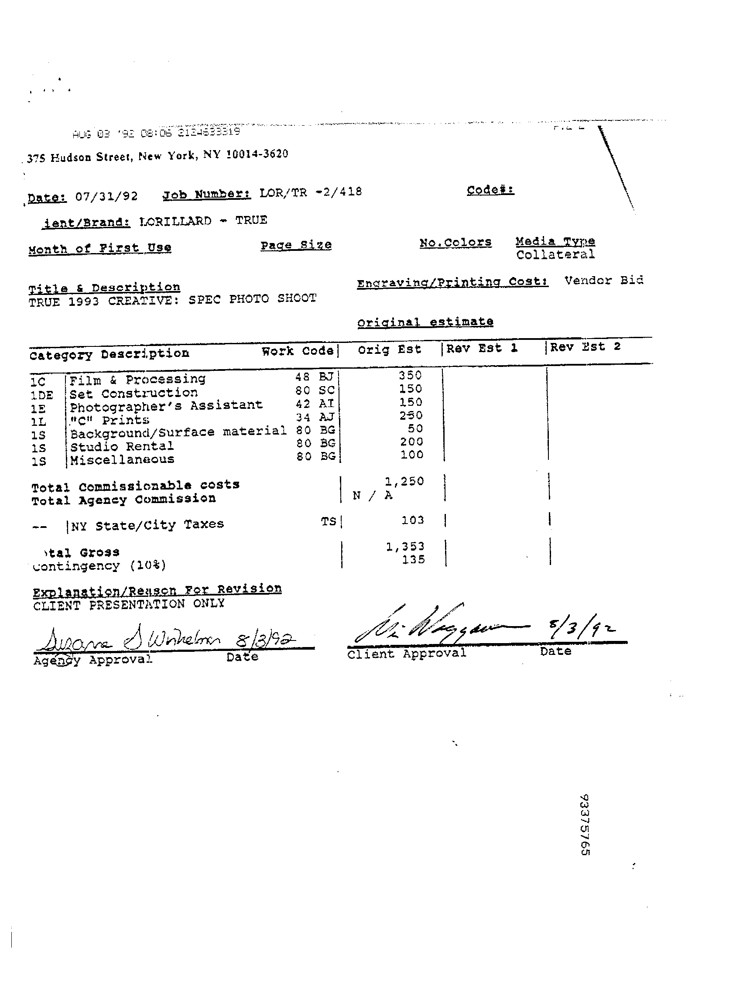 AUG 03 '92 08:06 2124633319
375 Hudson Street, New York, NY 10014-3620
Date: 07/31/92 Job Number: LOR/TR -2/418 Code#:
ient/Brand: LORILLARD - TRUE
Month of First Use Page Size No.Colors Media Type
Collateral
Title & Description Engraving/Printing Cost: Vendor Bid
TRUE 1993 CREATIVE: SPEC PHOTO SHOOT
Original estimate
Category Description Work Code| Orig Est |Rev Est 1 |Rev Est 2
1C |Film & Processing 48 BJ| 350
1DE |Set Construction 80 SC| 150
1E |Photographer's Assistant 42 AI| 150
1L |"C" Prints 34 AJ| 250
1S |Background/Surface material 80 BG| 50
1S |Studio Rental 80 BG| 200
1S |Miscellaneous 80 BG| 100
Total Commissionable costs | 1,250
Total Agency Commission | N / A
-- |NY State/City Taxes TS| 103
tal Gross | 1,353
contingency (10%) | 135
Explanation/Reason For Revision
CLIENT PRESENTATION ONLY
8/3/92 8/3/92
Agency Approval Date Client Approval Date
93375765